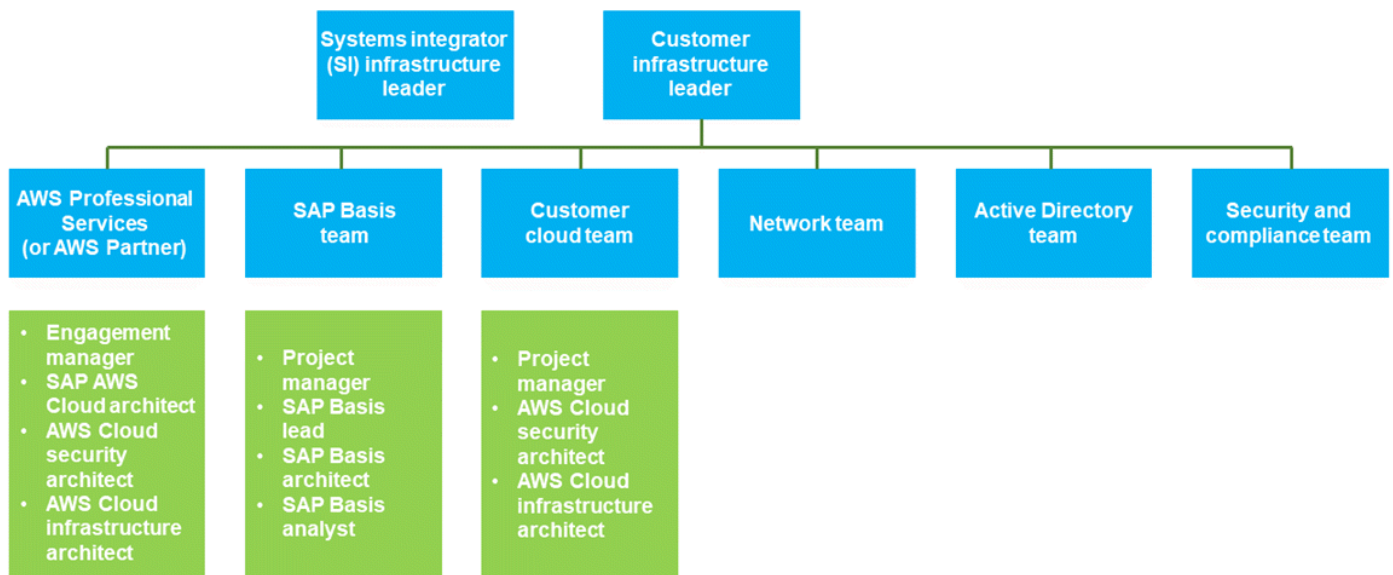 Systems integrator
(SI) infrastructure
leader
Customer
infrastructure
leader
AWS Professional
Services
(or AWS Partner)
SAP Basis
team
Customer
cloud team
Network team
Active Directory
team
Security and
compliance team
• Engagement
manager
• SAP AWS
Cloud architect
• AWS Cloud
security
architect
• AWS Cloud
infrastructure
architect
• Project
manager
• SAP Basis
lead
• SAP Basis
architect
• SAP Basis
analyst
• Project
manager
• AWS Cloud
security
architect
• AWS Cloud
infrastructure
architect